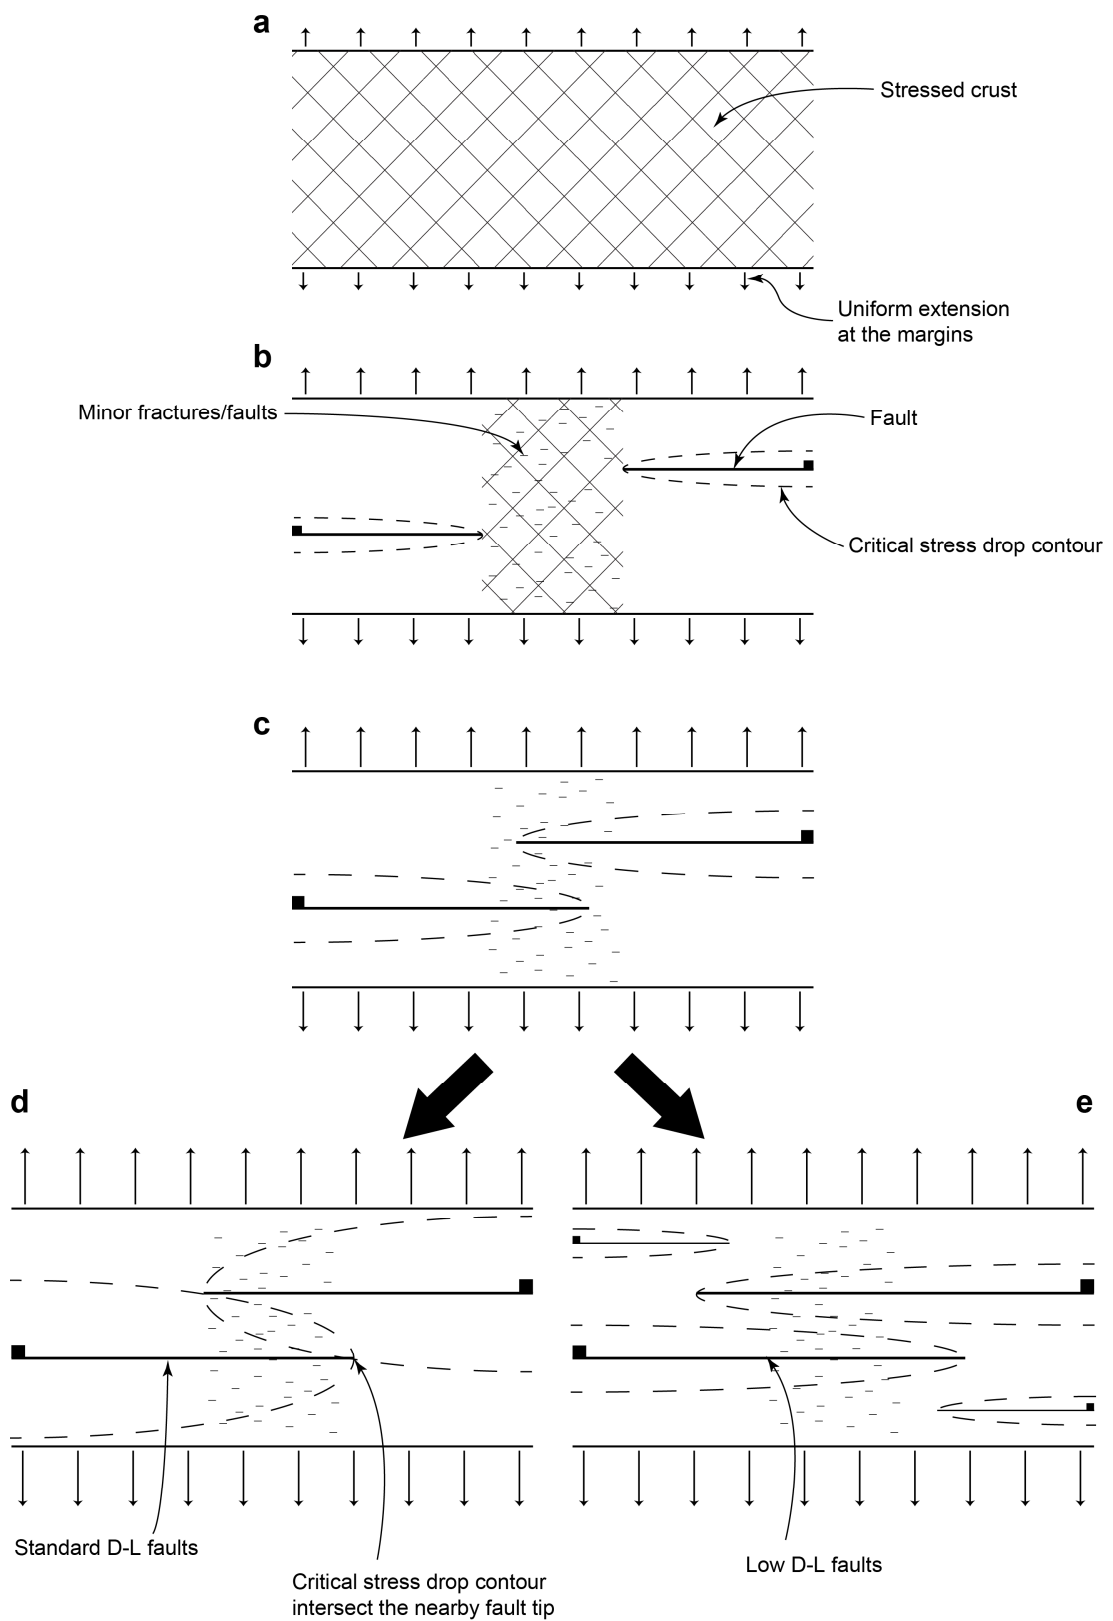 a
Stressed crust
Uniform extension
at the margins
b
Minor fractures/faults
Fault
Critical stress drop contour
c
d
e
Standard D-L faults
Critical stress drop contour
intersect the nearby fault tip
Low D-L faults